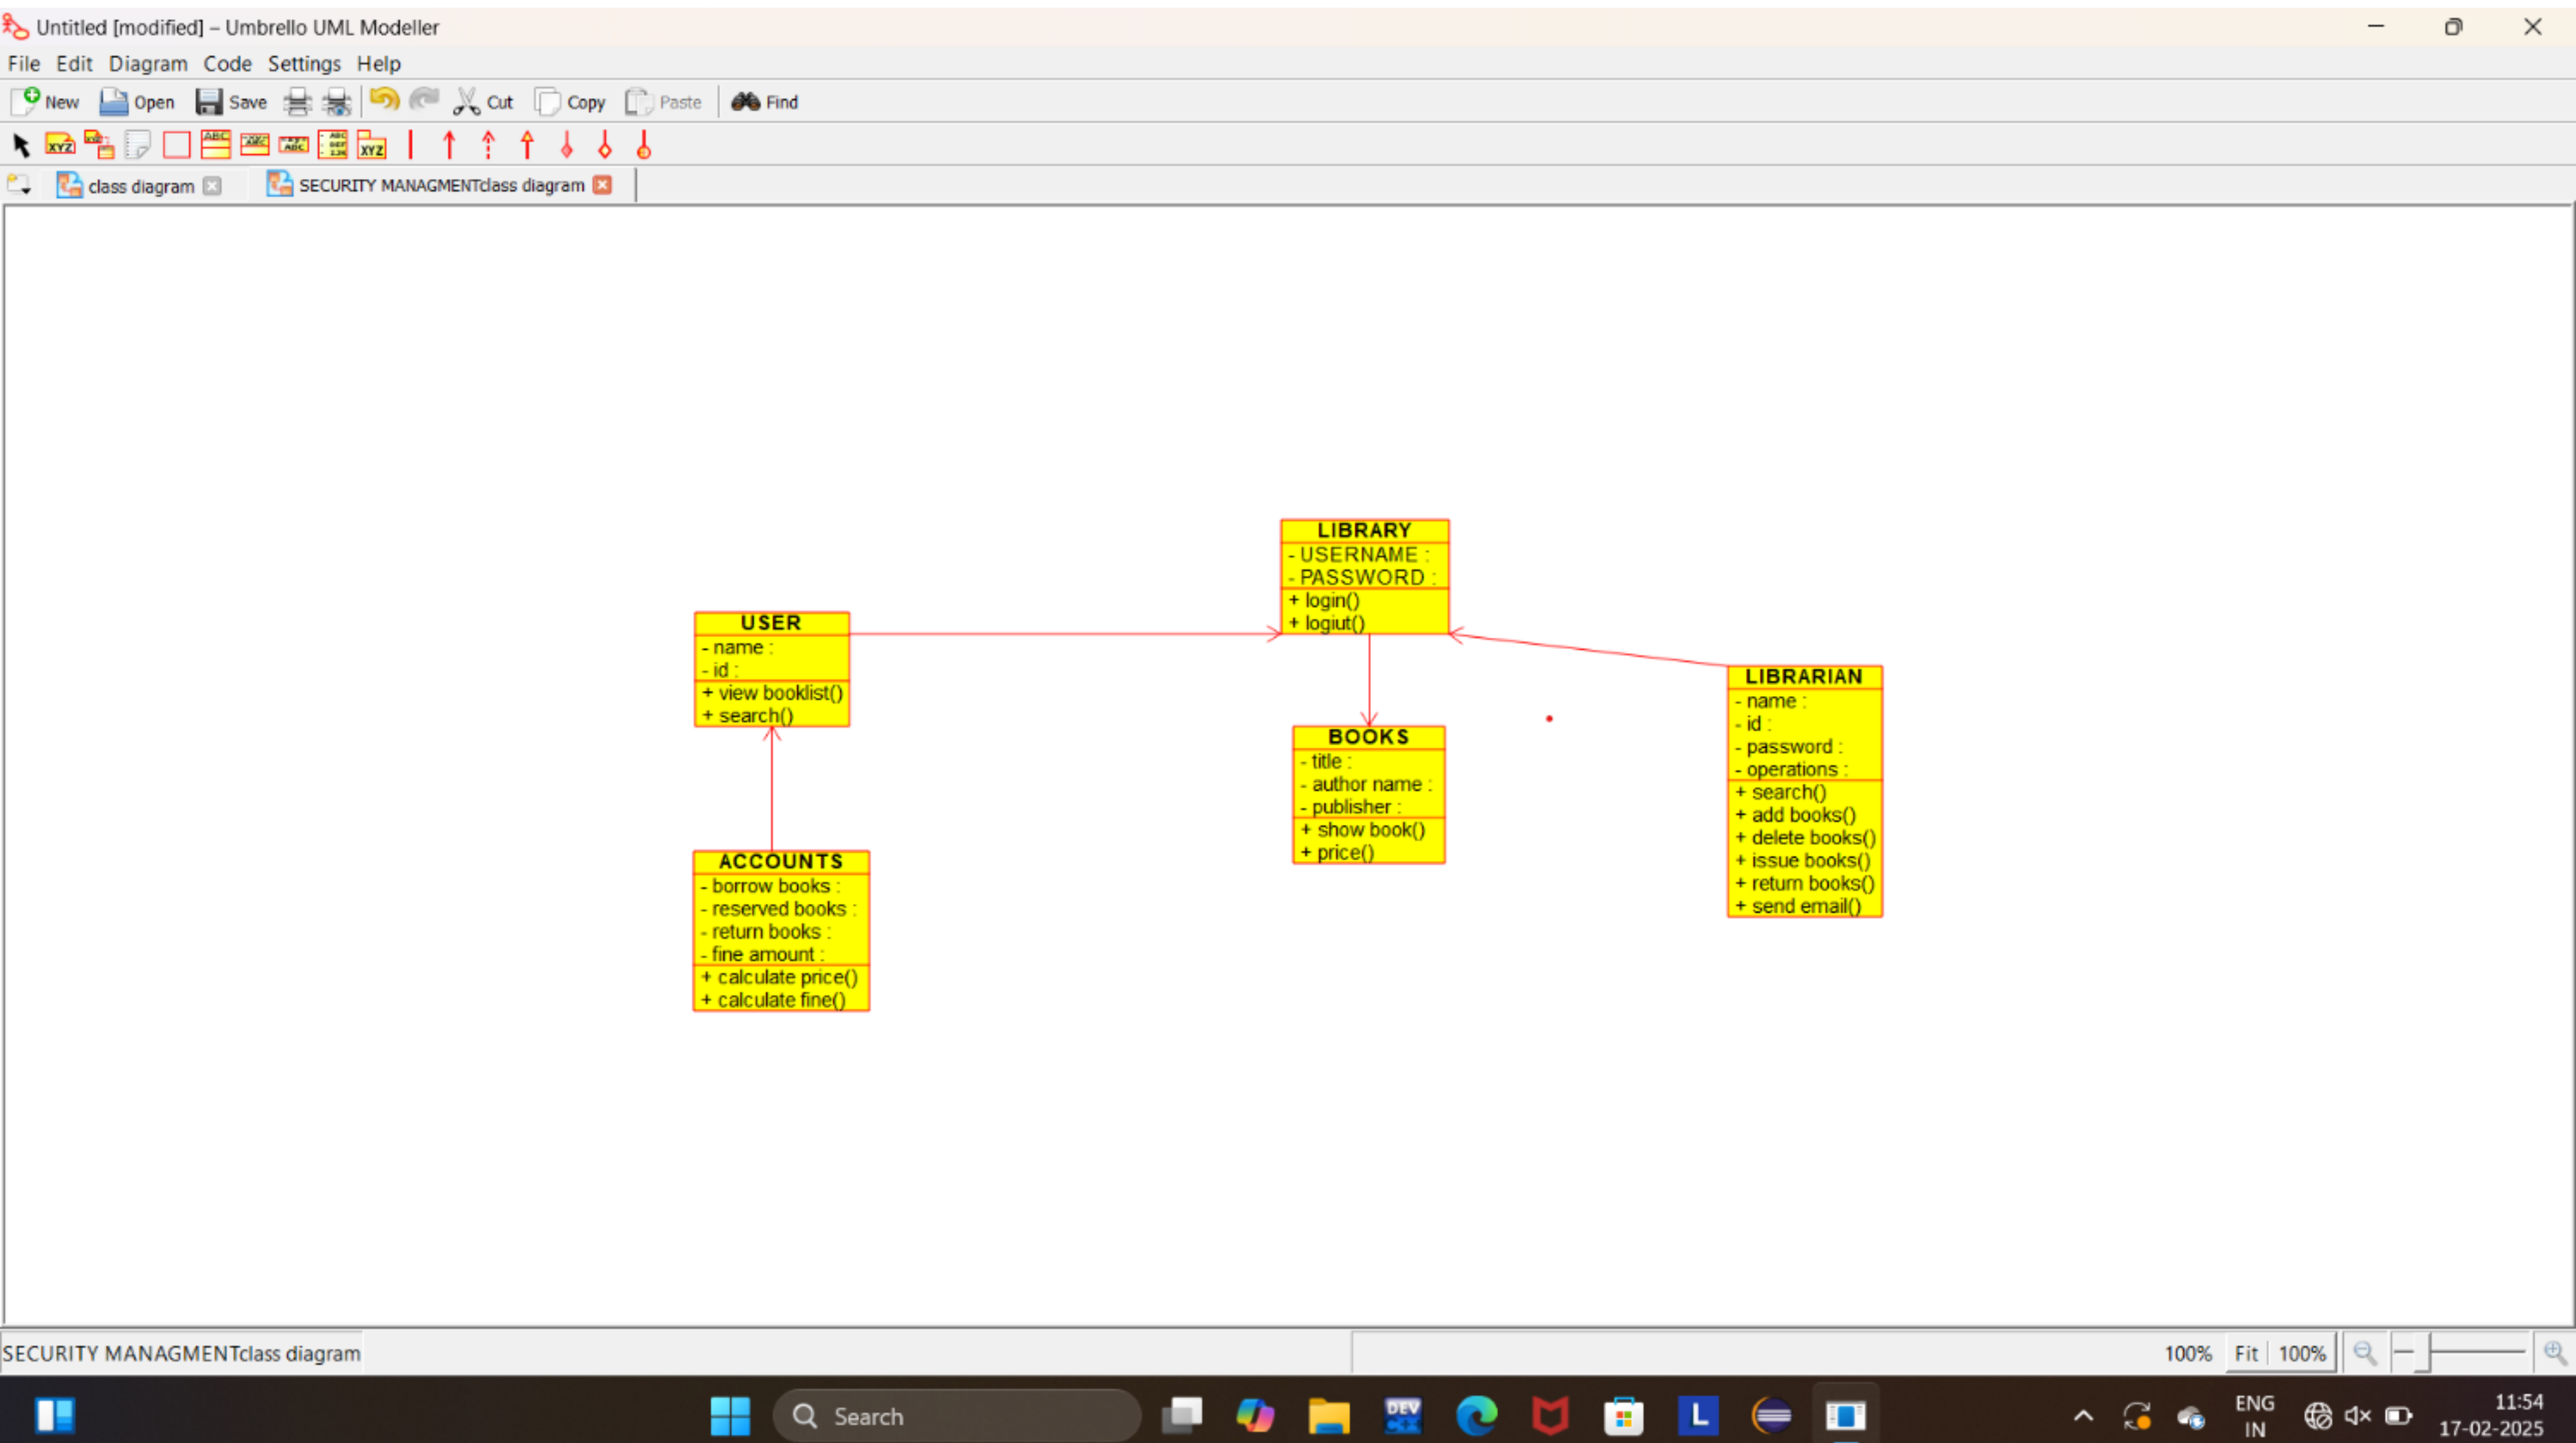 Untitled [modified] – Umbrello UML Modeller
File Edit Diagram Code Settings Help
New Open Save Cut Copy Paste Find
class diagram SECURITY MANAGMENTclass diagram
LIBRARY
- USERNAME :
- PASSWORD :
+ login()
+ logiut()
USER
- name :
- id :
+ view booklist()
+ search()
BOOKS
- title :
- author name :
- publisher :
+ show book()
+ price()
LIBRARIAN
- name :
- id :
- password :
- operations :
+ search()
+ add books()
+ delete books()
+ issue books()
+ return books()
+ send email()
ACCOUNTS
- borrow books :
- reserved books :
- return books :
- fine amount :
+ calculate price()
+ calculate fine()
SECURITY MANAGMENTclass diagram
100% Fit 100%
Search
DEV
C++
L
ENG
IN
11:54
17-02-2025